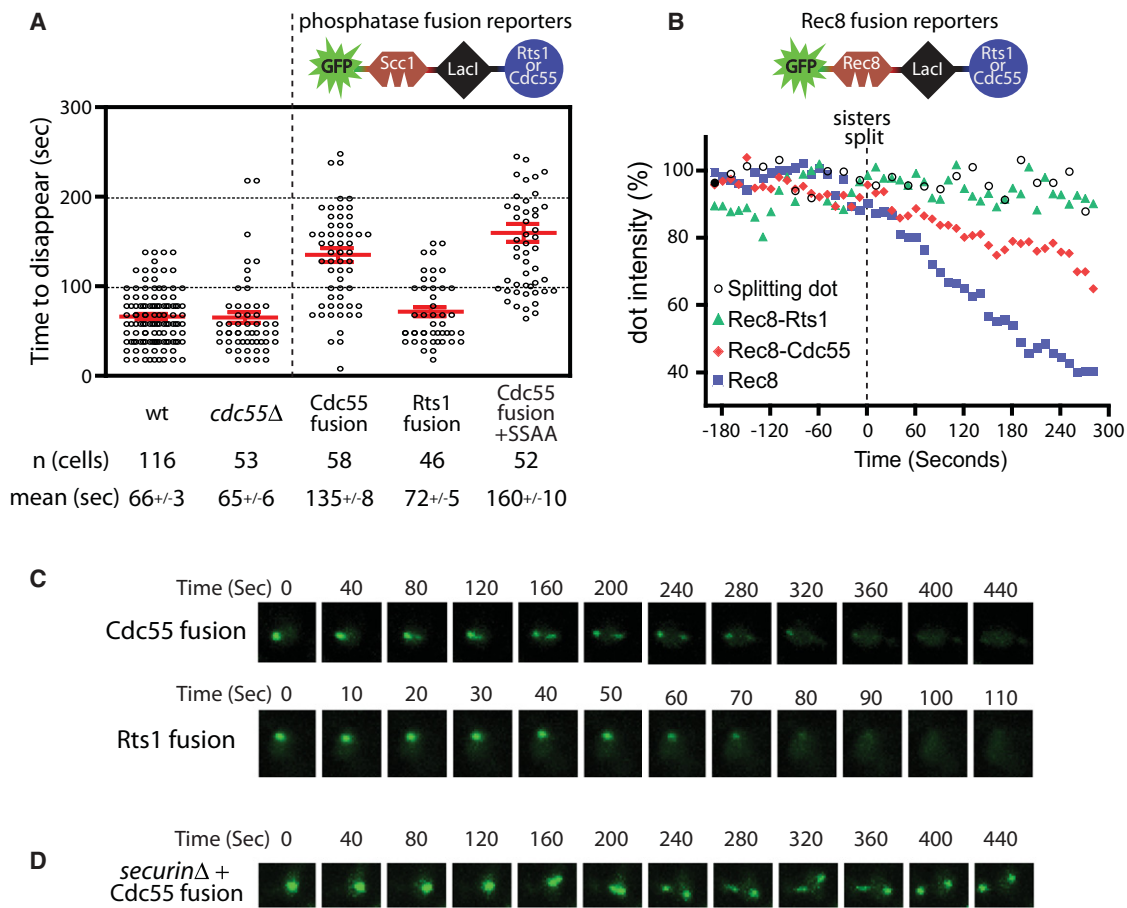 A
phosphatase fusion reporters
GFP
Scc1
LacI
Rts1
or
Cdc55
Time to disappear (sec)
300
200
100
0
wt
cdc55Δ
Cdc55
fusion
Rts1
fusion
Cdc55
fusion
+SSAA
n (cells) 116 53 58 46 52
mean (sec) 66+/-3 65+/-6 135+/-8 72+/-5 160+/-10
B
Rec8 fusion reporters
GFP
Rec8
LacI
Rts1
or
Cdc55
sisters
split
dot intensity (%)
100
80
60
40
Splitting dot
Rec8-Rts1
Rec8-Cdc55
Rec8
-180 -120 -60 0 60 120 180 240 300
Time (Seconds)
C
Time (Sec) 0 40 80 120 160 200 240 280 320 360 400 440
Cdc55 fusion
Time (Sec) 0 10 20 30 40 50 60 70 80 90 100 110
Rts1 fusion
D
Time (Sec) 0 40 80 120 160 200 240 280 320 360 400 440
securinΔ +
Cdc55 fusion